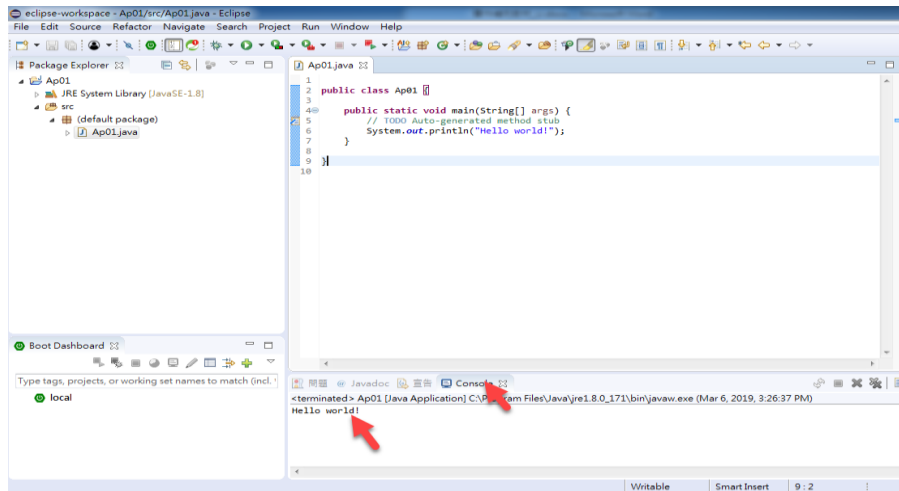 eclipse-workspace - Ap01/src/Ap01.java - Eclipse
File Edit Source Refactor Navigate Search Project Run Window Help
Package Explorer
Ap01
JRE System Library [JavaSE-1.8]
src
(default package)
Ap01.java
Ap01.java
1
2 public class Ap01 {
3
4 public static void main(String[] args) {
5 // TODO Auto-generated method stub
6 System.out.println("Hello world!");
7 }
8
9 }
10
Boot Dashboard
Type tags, projects, or working set names to match (incl.
local
問題 @ Javadoc 宣告 Console
<terminated> Ap01 [Java Application] C:\Program Files\Java\jre1.8.0_171\bin\javaw.exe (Mar 6, 2019, 3:26:37 PM)
Hello world!
Writable Smart Insert 9 : 2